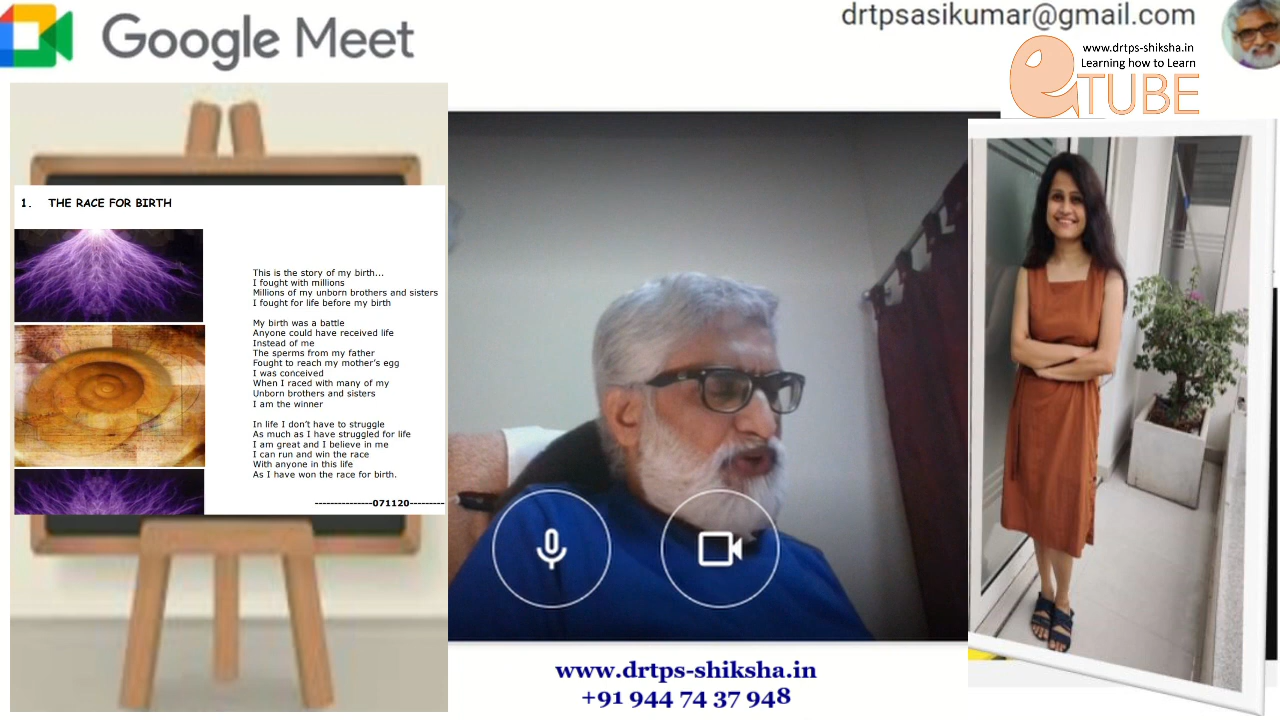 Google Meet
drtpsasikumar@gmail.com
www.drtps-shiksha.in
Learning how to Learn
eTUBE
1. THE RACE FOR BIRTH
This is the story of my birth...
I fought with millions
Millions of my unborn brothers and sisters
I fought for life before my birth
My birth was a battle
Anyone could have received life
Instead of me
The sperms from my father
Fought to reach my mother's egg
I was conceived
When I raced with many of my
Unborn brothers and sisters
I am the winner
In life I don't have to struggle
As much as I have struggled for life
I am great and I believe in me
I can run and win the race
With anyone in this life
As I have won the race for birth.
---------------071120---------
www.drtps-shiksha.in
+91 944 74 37 948